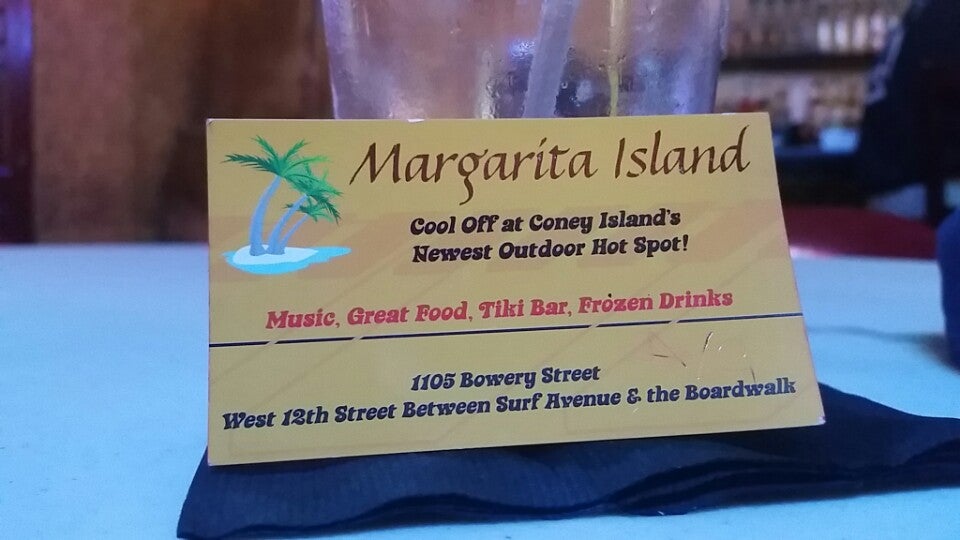 Margarita Island
Cool Off at Coney Island's
Newest Outdoor Hot Spot!
Music, Great Food, Tiki Bar, Frozen Drinks
1105 Bowery Street
West 12th Street Between Surf Avenue & the Boardwalk